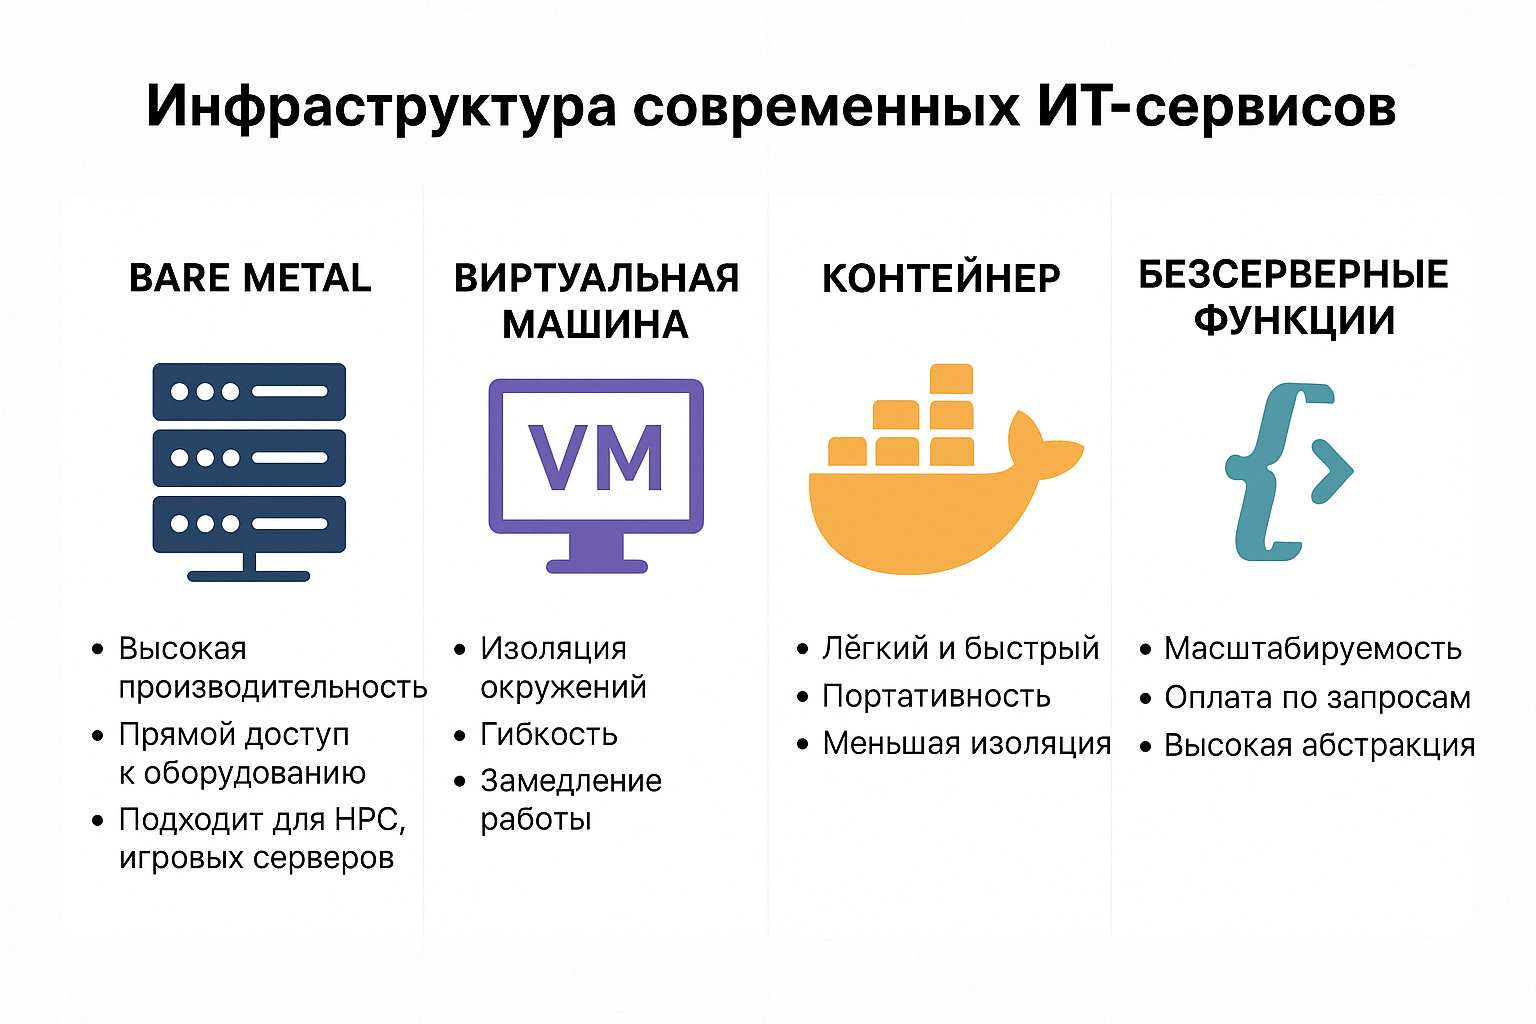 Инфраструктура современных ИТ-сервисов
BARE METAL
• Высокая
производительность
• Прямой доступ
к оборудованию
• Подходит для HPC,
игровых серверов
ВИРТУАЛЬНАЯ
МАШИНА
VM
• Изоляция
окружений
• Гибкость
• Замедление
работы
КОНТЕЙНЕР
• Лёгкий и быстрый
• Портативность
• Меньшая изоляция
БЕЗСЕРВЕРНЫЕ
ФУНКЦИИ
• Масштабируемость
• Оплата по запросам
• Высокая абстракция